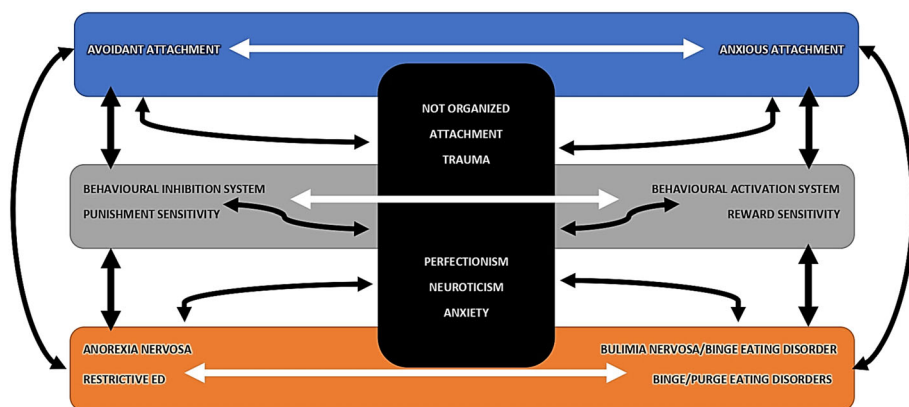 AVOIDANT ATTACHMENT
ANXIOUS ATTACHMENT
NOT ORGANIZED
ATTACHMENT
TRAUMA
BEHAVIOURAL INHIBITION SYSTEM
PUNISHMENT SENSITIVITY
BEHAVIOURAL ACTIVATION SYSTEM
REWARD SENSITIVITY
PERFECTIONISM
NEUROTICISM
ANXIETY
ANOREXIA NERVOSA
RESTRICTIVE ED
BULIMIA NERVOSA/BINGE EATING DISORDER
BINGE/PURGE EATING DISORDERS